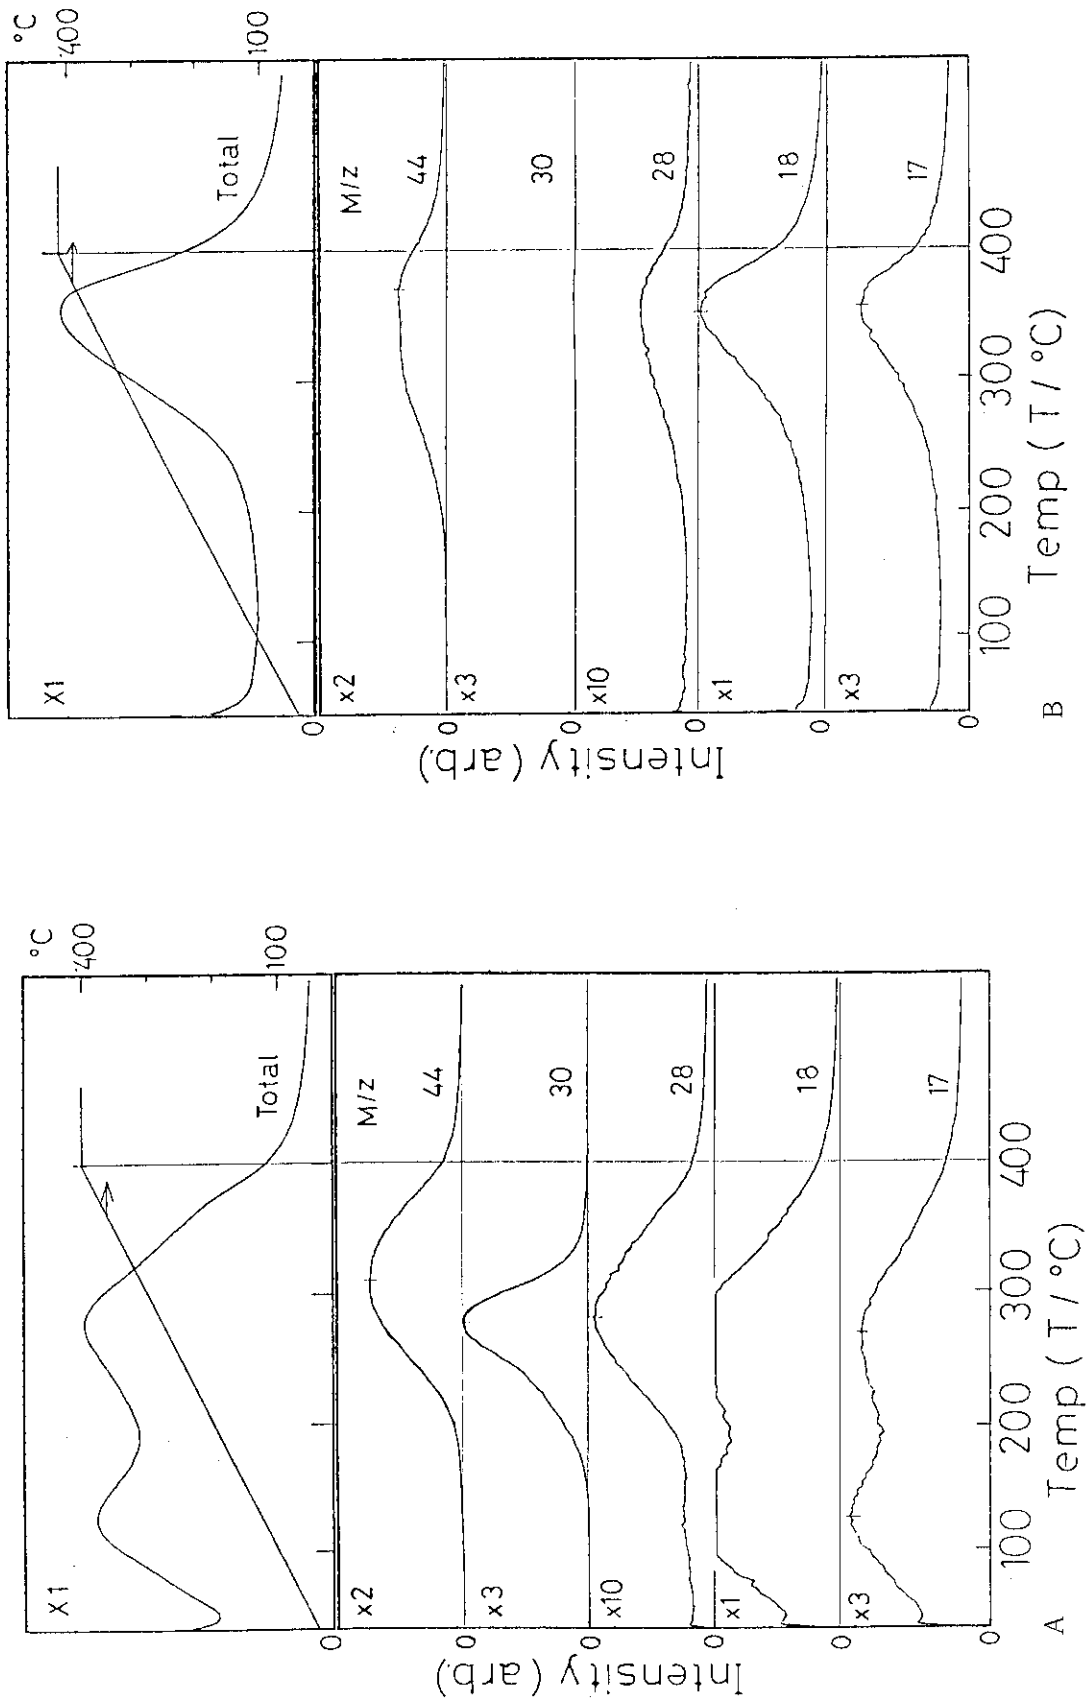 °C
X1
400
100
Total
0
M/z
x2
44
0
x3
30
0
x10
28
0
x1
18
0
x3
17
0
100 200 300 400
Temp ( T / °C )
Intensity ( arb.)
A
°C
X1
400
100
Total
0
M/z
x2
44
0
x3
30
0
x10
28
0
x1
18
0
x3
17
0
100 200 300 400
Temp ( T / °C )
Intensity ( arb.)
B